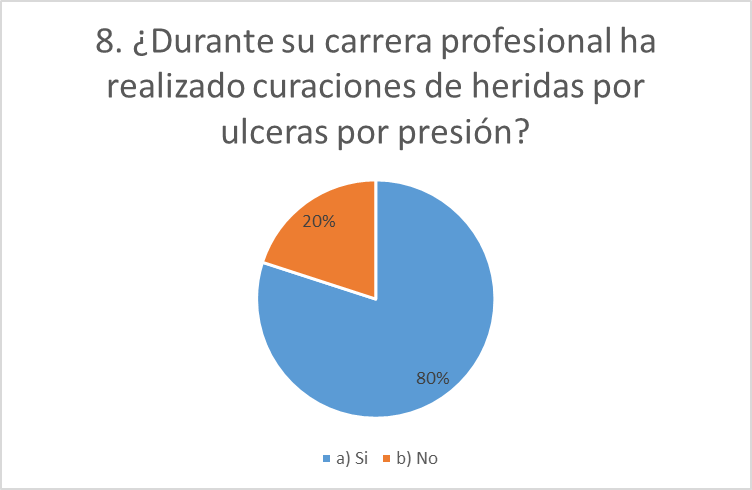 8. ¿Durante su carrera profesional ha
realizado curaciones de heridas por
ulceras por presión?
20%
80%
a) Si b) No